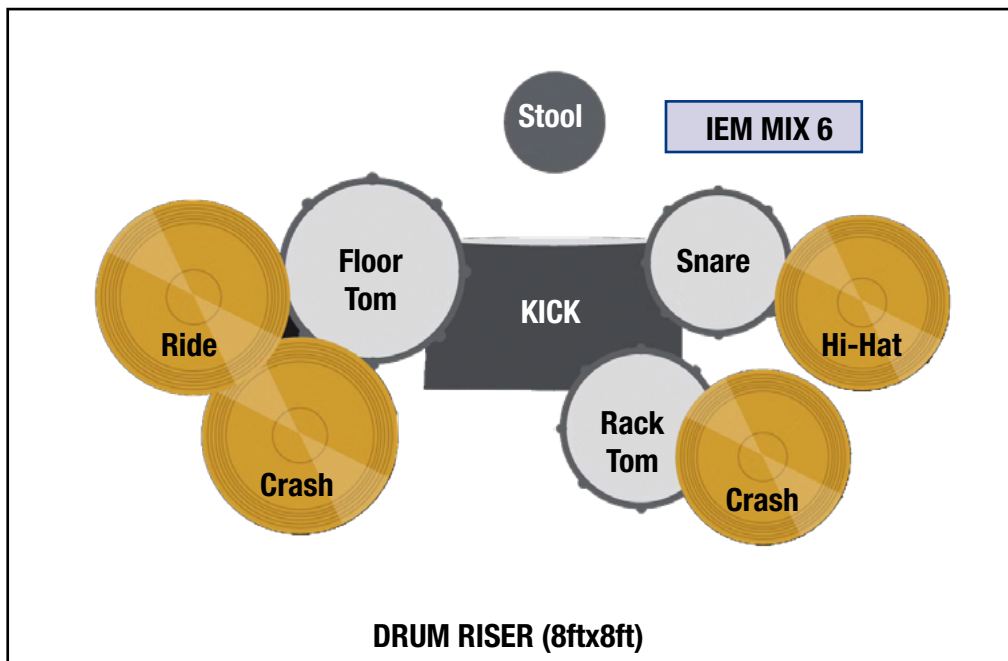 Stool
IEM MIX 6
Floor
Tom
KICK
Snare
Ride
Hi-Hat
Rack
Tom
Crash
Crash
DRUM RISER (8ftx8ft)